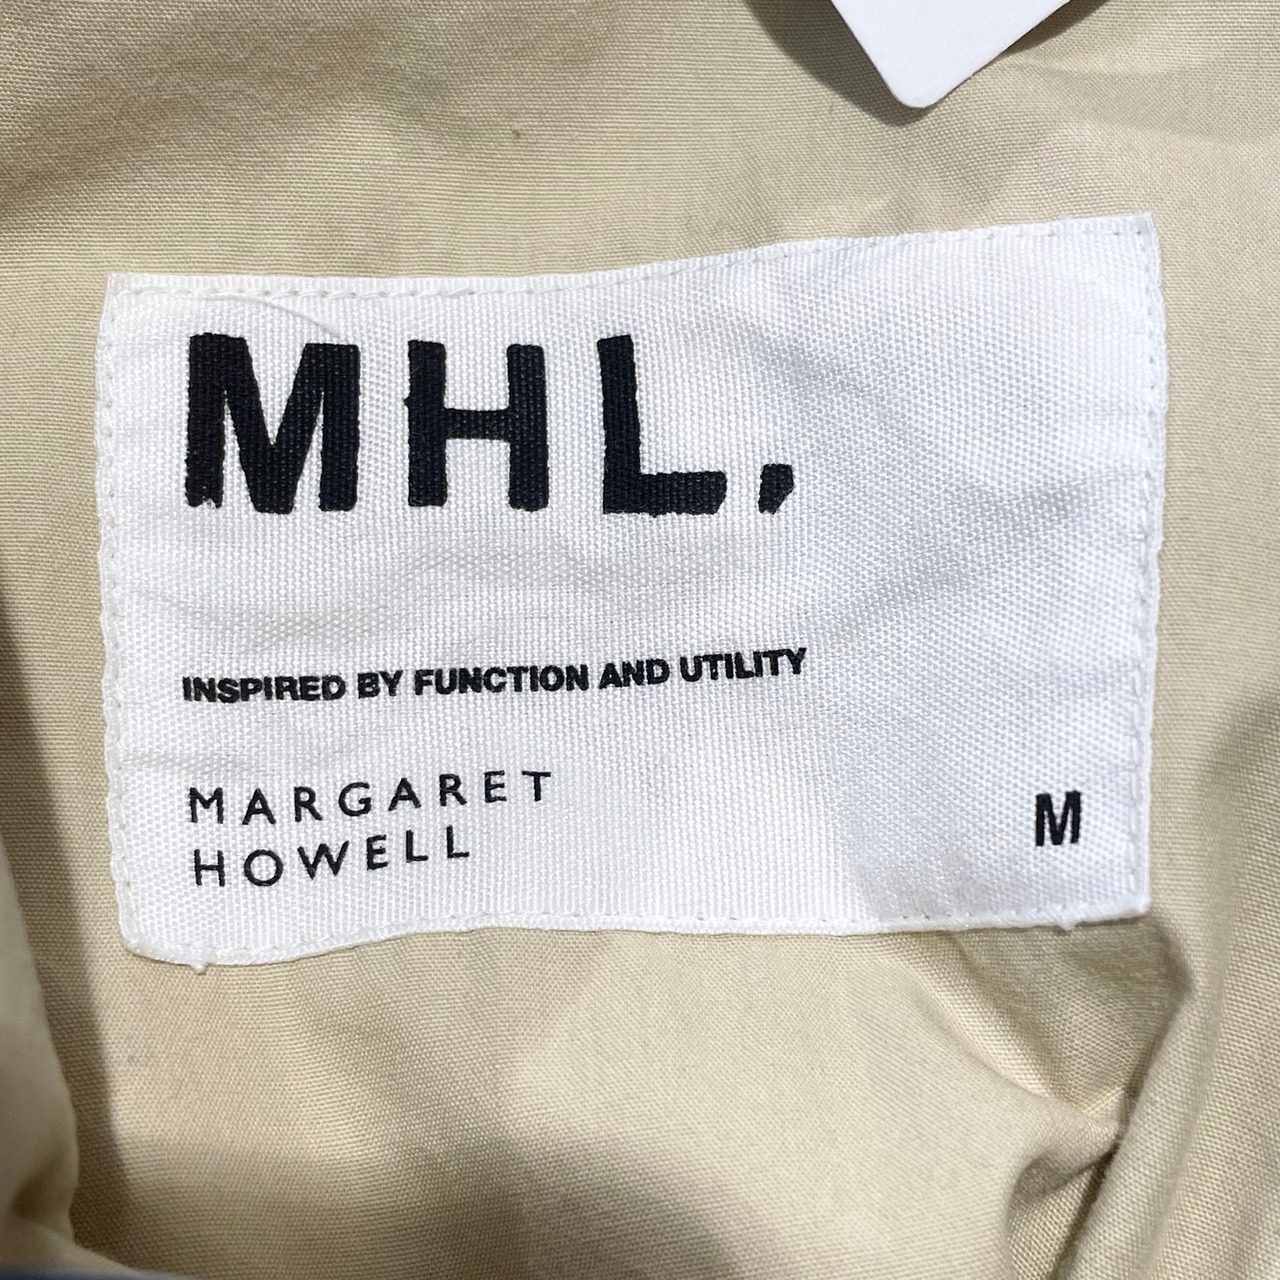 MHL.
INSPIRED BY FUNCTION AND UTILITY
MARGARET
HOWELL
M